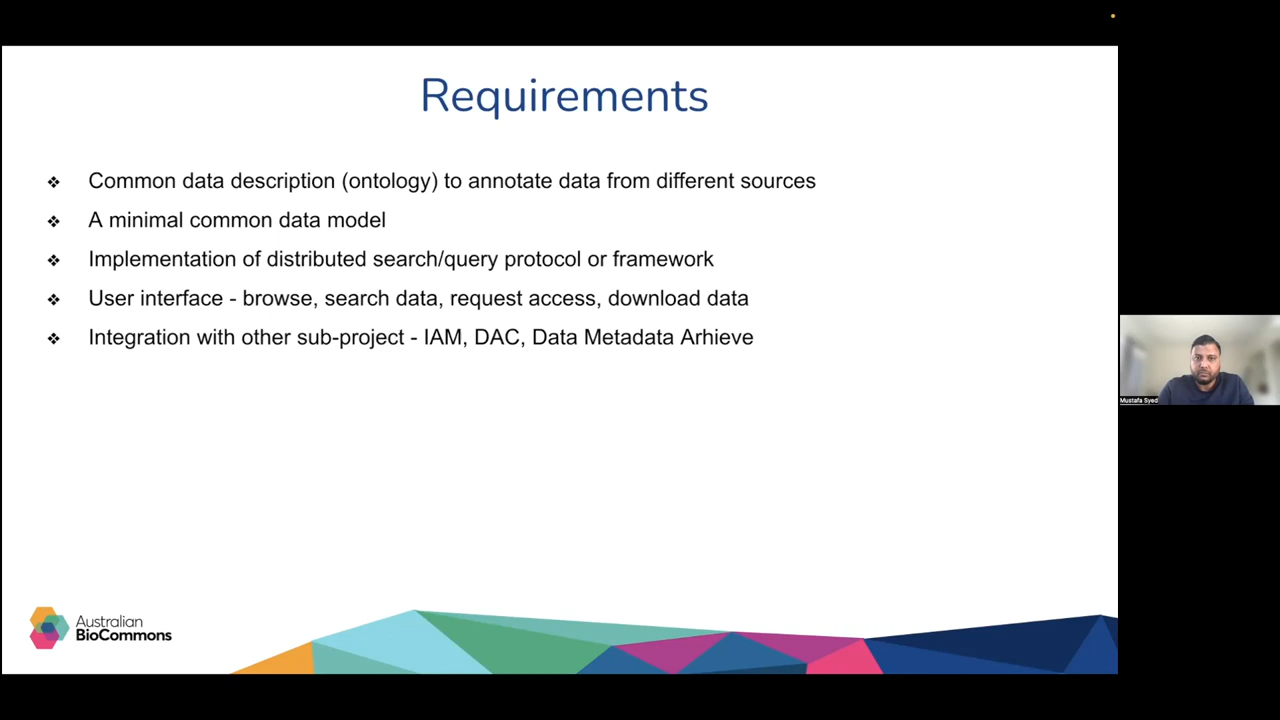 Requirements
❖ Common data description (ontology) to annotate data from different sources
❖ A minimal common data model
❖ Implementation of distributed search/query protocol or framework
❖ User interface - browse, search data, request access, download data
❖ Integration with other sub-project - IAM, DAC, Data Metadata Arhieve
Mustafa Syed
Australian
BioCommons